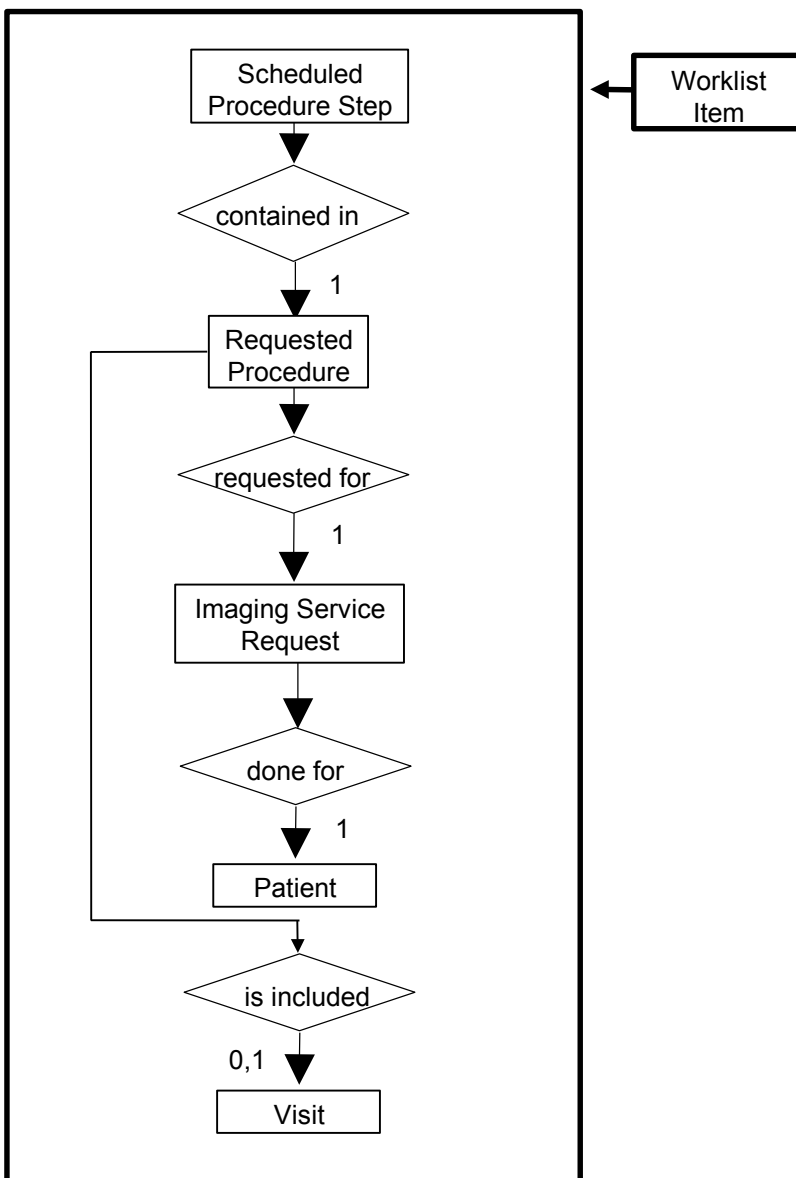 Scheduled
Procedure Step
Worklist
Item
contained in
1
Requested
Procedure
requested for
1
Imaging Service
Request
done for
1
Patient
is included
0,1
Visit